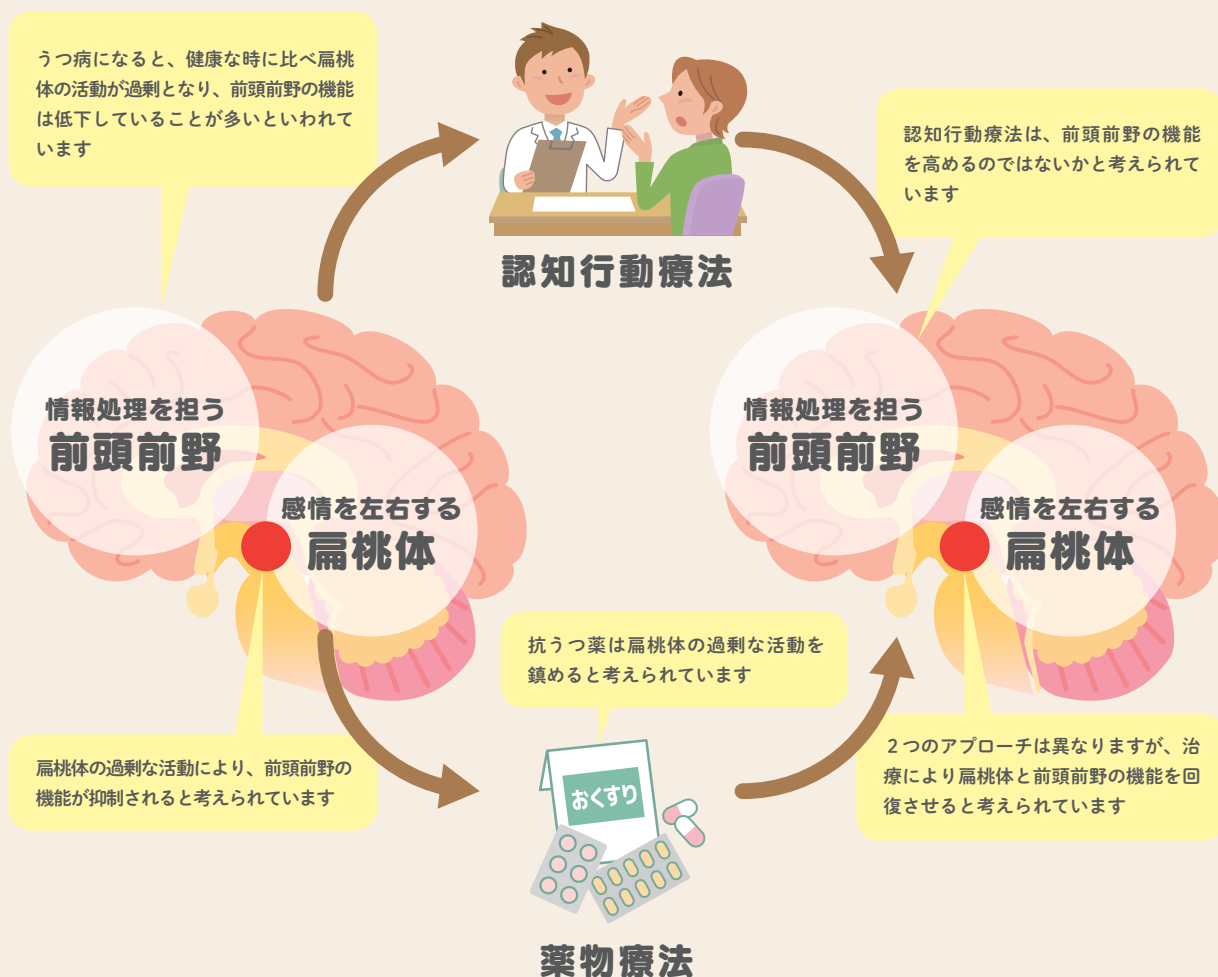 うつ病になると、健康な時に比べ扁桃
体の活動が過剰となり、前頭前野の機能
は低下していることが多いといわれて
います
認知行動療法
認知行動療法は、前頭前野の機能
を高めるのではないかと考えられて
います
情報処理を担う
前頭前野
感情を左右する
扁桃体
情報処理を担う
前頭前野
感情を左右する
扁桃体
扁桃体の過剰な活動により、前頭前野の
機能が抑制されると考えられています
抗うつ薬は扁桃体の過剰な活動を
鎮めると考えられています
おくすり
薬物療法
2つのアプローチは異なりますが、治
療により扁桃体と前頭前野の機能を回
復させると考えられています